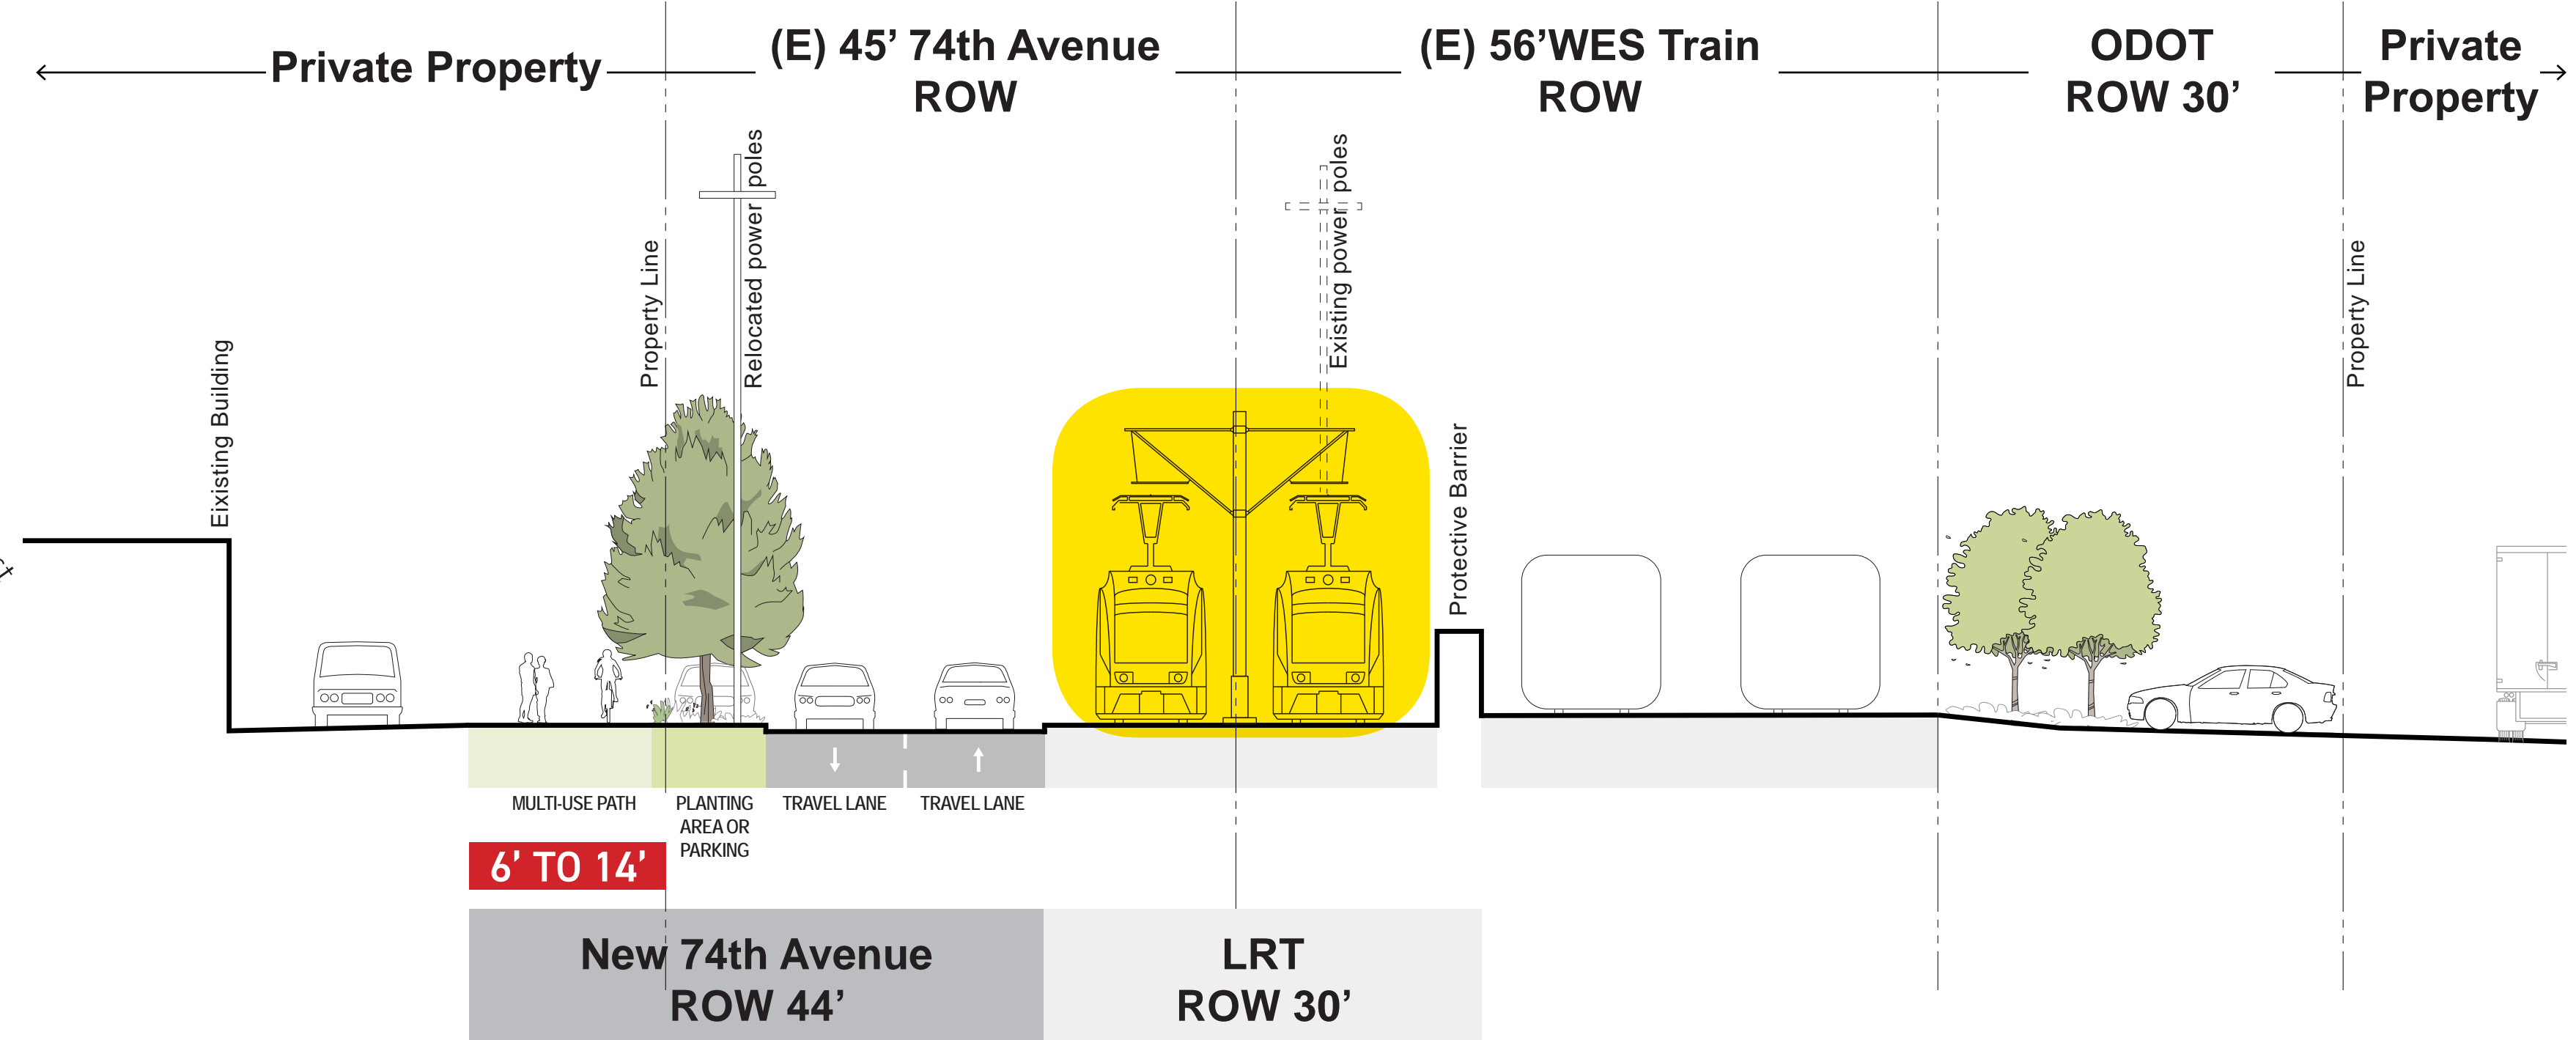 Private Property
(E) 45’ 74th Avenue
ROW
(E) 56’WES Train
ROW
ODOT
ROW 30’
Private
Property
Eixisting Building
Property Line
Relocated power poles
Existing power poles
Protective Barrier
Property Line
MULTI-USE PATH
PLANTING
AREA OR
PARKING
TRAVEL LANE
TRAVEL LANE
6’ TO 14’
New 74th Avenue
ROW 44’
LRT
ROW 30’